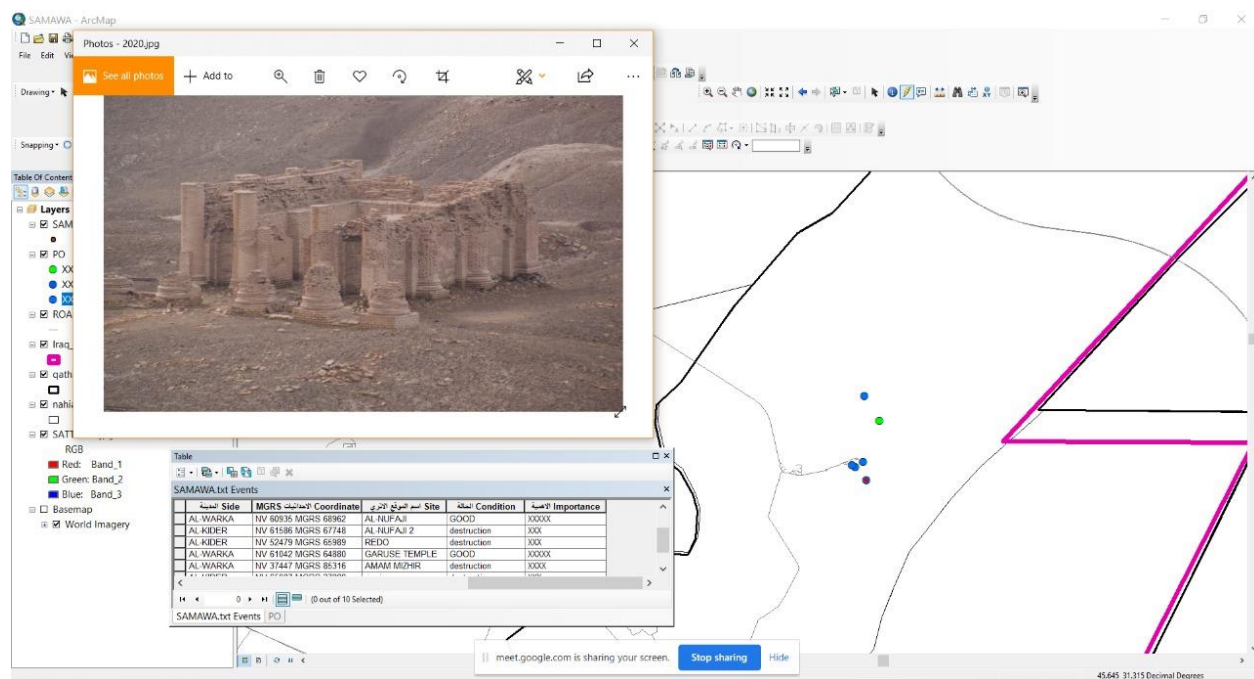 SAMAWA - ArcMap
Photos - 2020.jpg
File Edit
See all photos
Add to
Drawing
Snapping
Table Of Content
Layers
SAM
PO
XX
XX
XX
ROA
Iraq_
qath
nahi
SATT
RGB
Red: Band_1
Green: Band_2
Blue: Band_3
Basemap
World Imagery
Table
SAMAWA.txt Events
المدينة Side MGRS الاحداثيات Coordinate اسم الموقع الاثري Site الحالة Condition الاهمية Importance
AL-WARKA NV 60935 MGRS 68962 AL-NUFAJI GOOD XXXXX
AL-KIDER NV 61586 MGRS 67748 AL-NUFAJI 2 destruction XXX
AL-KIDER NV 52479 MGRS 65989 REDO destruction XXX
AL-WARKA NV 61042 MGRS 64880 GARUSE TEMPLE GOOD XXXXX
AL-WARKA NV 37447 MGRS 85316 AMAM MIZHIR destruction XXXX
0
(0 out of 10 Selected)
SAMAWA.txt Events PO
meet.google.com is sharing your screen. Stop sharing Hide
45.645 31.315 Decimal Degrees